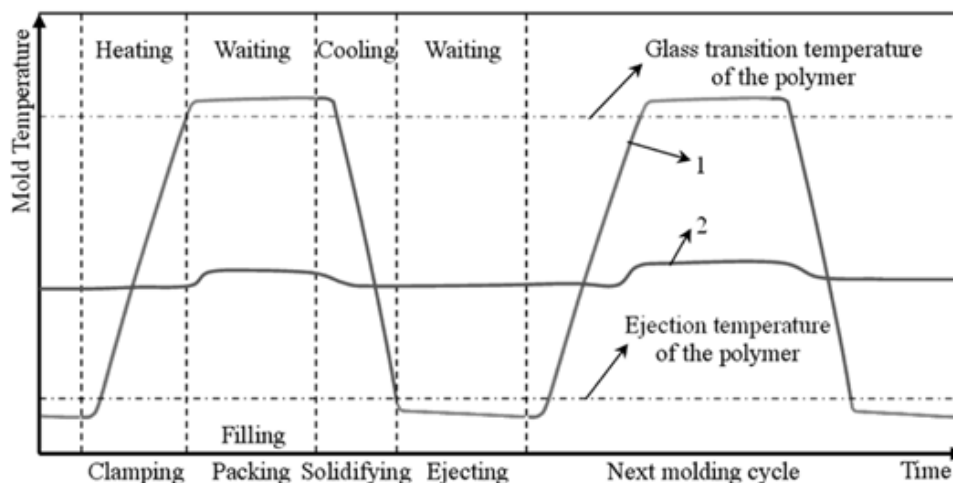 Mold Temperature
Heating
Waiting
Cooling
Waiting
Glass transition temperature
of the polymer
1
2
Ejection temperature
of the polymer
Filling
Clamping
Packing
Solidifying
Ejecting
Next molding cycle
Time